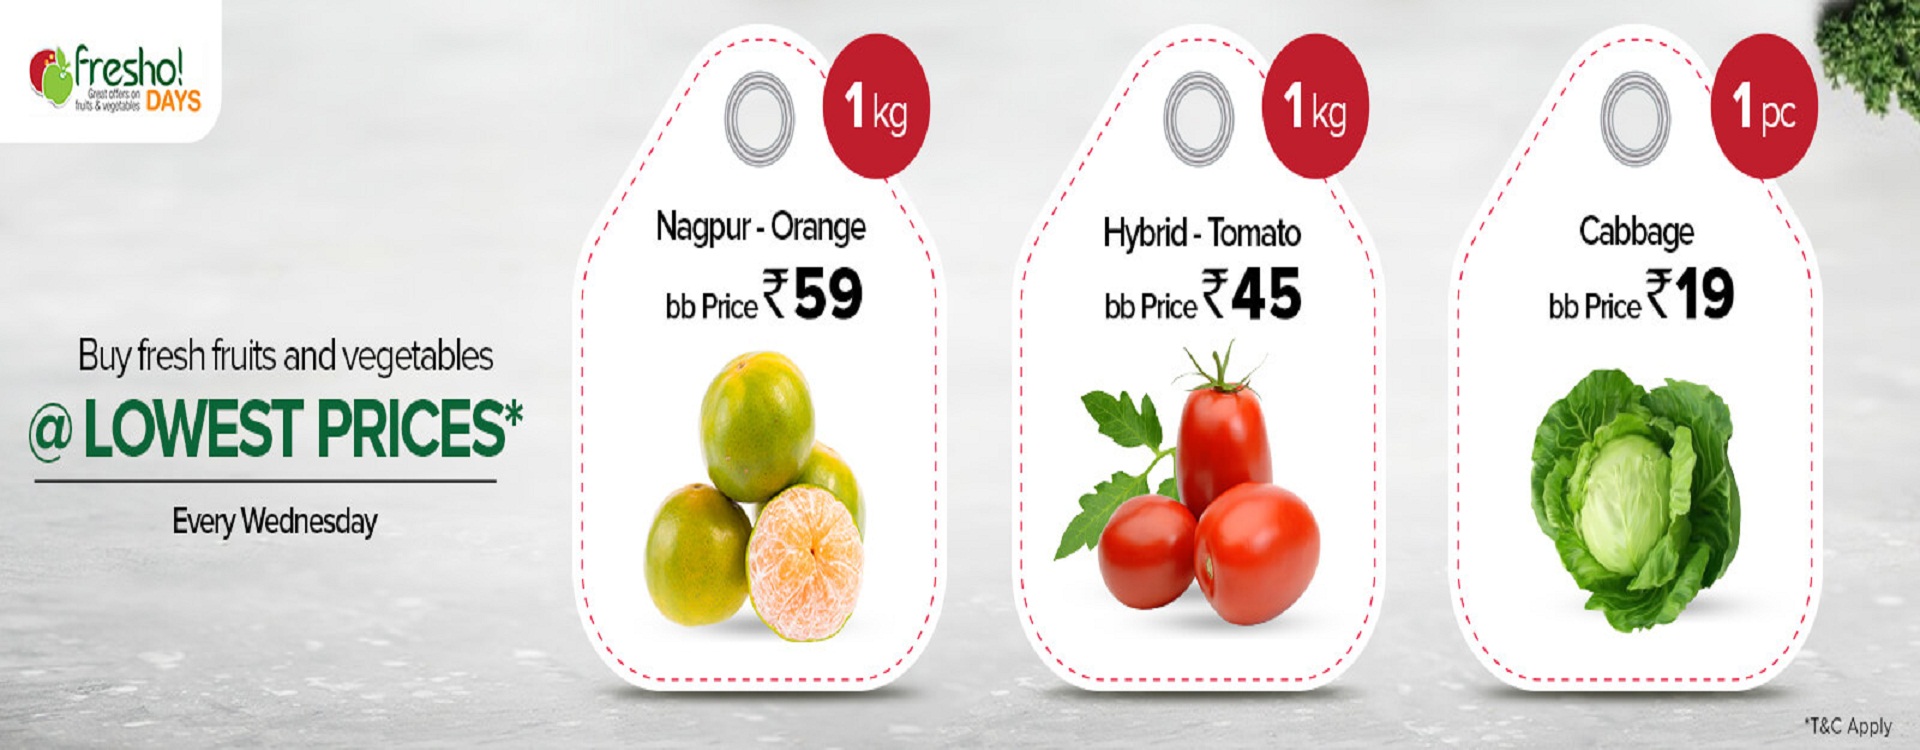 fresho!
Great offers on
fruits & vegetables DAYS
Buy fresh fruits and vegetables
@ LOWEST PRICES*
Every Wednesday
1 kg
Nagpur - Orange
bb Price ₹59
1 kg
Hybrid - Tomato
bb Price ₹45
1 pc
Cabbage
bb Price ₹19
*T&C Apply